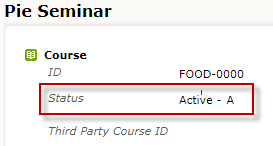 Pie Seminar
Course
ID FOOD-0000
Status Active - A
Third Party Course ID